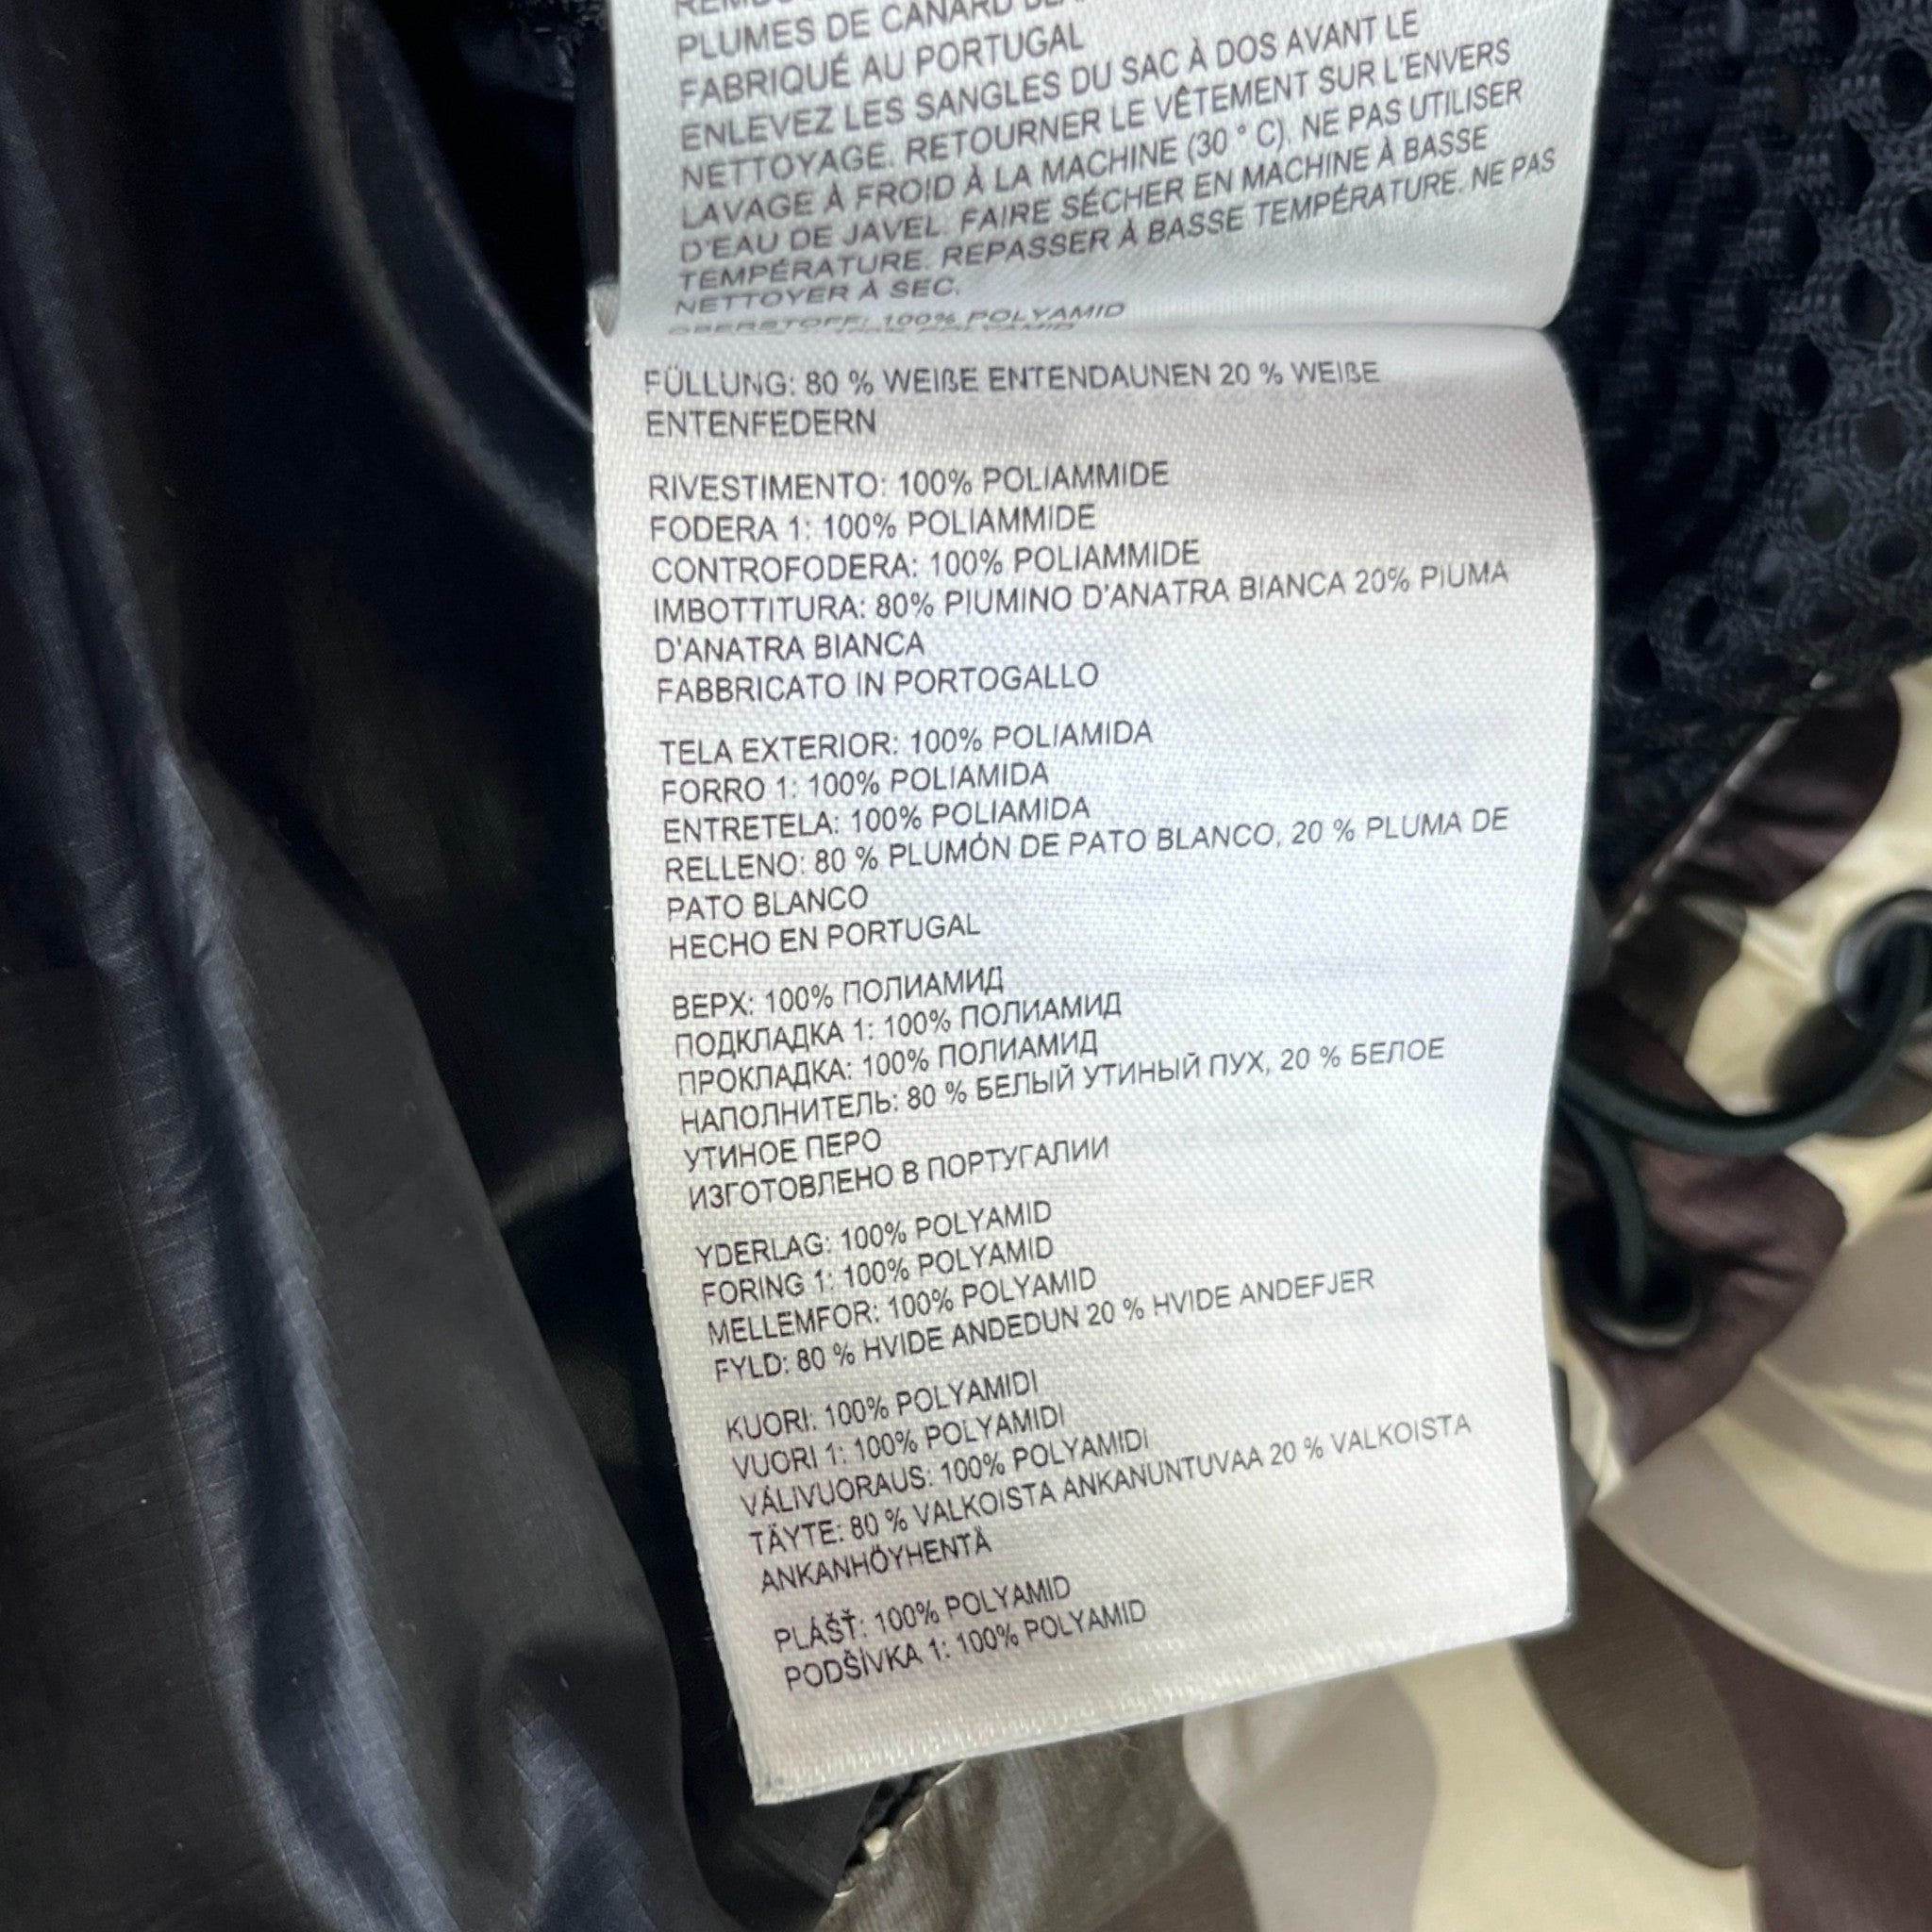 PLUMES DE CANARD
FABRIQUÉ AU PORTUGAL
ENLEVEZ LES SANGLES DU SAC À DOS AVANT LE
NETTOYAGE. RETOURNER LE VÊTEMENT SUR L'ENVERS
LAVAGE À FROID À LA MACHINE (30 ° C). NE PAS UTILISER
D'EAU DE JAVEL. FAIRE SÉCHER EN MACHINE À BASSE
TEMPÉRATURE. REPASSER À BASSE TEMPÉRATURE. NE PAS
NETTOYER À SEC.
OBERSTOFF: 100% POLYAMID
FÜLLUNG: 80 % WEIßE ENTENDAUNEN 20 % WEIßE
ENTENFEDERN
RIVESTIMENTO: 100% POLIAMMIDE
FODERA 1: 100% POLIAMMIDE
CONTROFODERA: 100% POLIAMMIDE
IMBOTTITURA: 80% PIUMINO D'ANATRA BIANCA 20% PIUMA
D'ANATRA BIANCA
FABBRICATO IN PORTOGALLO
TELA EXTERIOR: 100% POLIAMIDA
FORRO 1: 100% POLIAMIDA
ENTRETELA: 100% POLIAMIDA
RELLENO: 80 % PLUMÓN DE PATO BLANCO, 20 % PLUMA DE
PATO BLANCO
HECHO EN PORTUGAL
ВЕРХ: 100% ПОЛИАМИД
ПОДКЛАДКА 1: 100% ПОЛИАМИД
ПРОКЛАДКА: 100% ПОЛИАМИД
НАПОЛНИТЕЛЬ: 80 % БЕЛЫЙ УТИНЫЙ ПУХ, 20 % БЕЛОЕ
УТИНОЕ ПЕРО
ИЗГОТОВЛЕНО В ПОРТУГАЛИИ
YDERLAG: 100% POLYAMID
FORING 1: 100% POLYAMID
MELLEMFOR: 100% POLYAMID
FYLD: 80 % HVIDE ANDEDUN 20 % HVIDE ANDEFJER
KUORI: 100% POLYAMIDI
VUORI 1: 100% POLYAMIDI
VÁLIVUORAUS: 100% POLYAMIDI
TÄYTE: 80 % VALKOISTA ANKANUNTUVAA 20 % VALKOISTA
ANKANHÖYHENTÄ
PLÁŠŤ: 100% POLYAMID
PODŠÍVKA 1: 100% POLYAMID